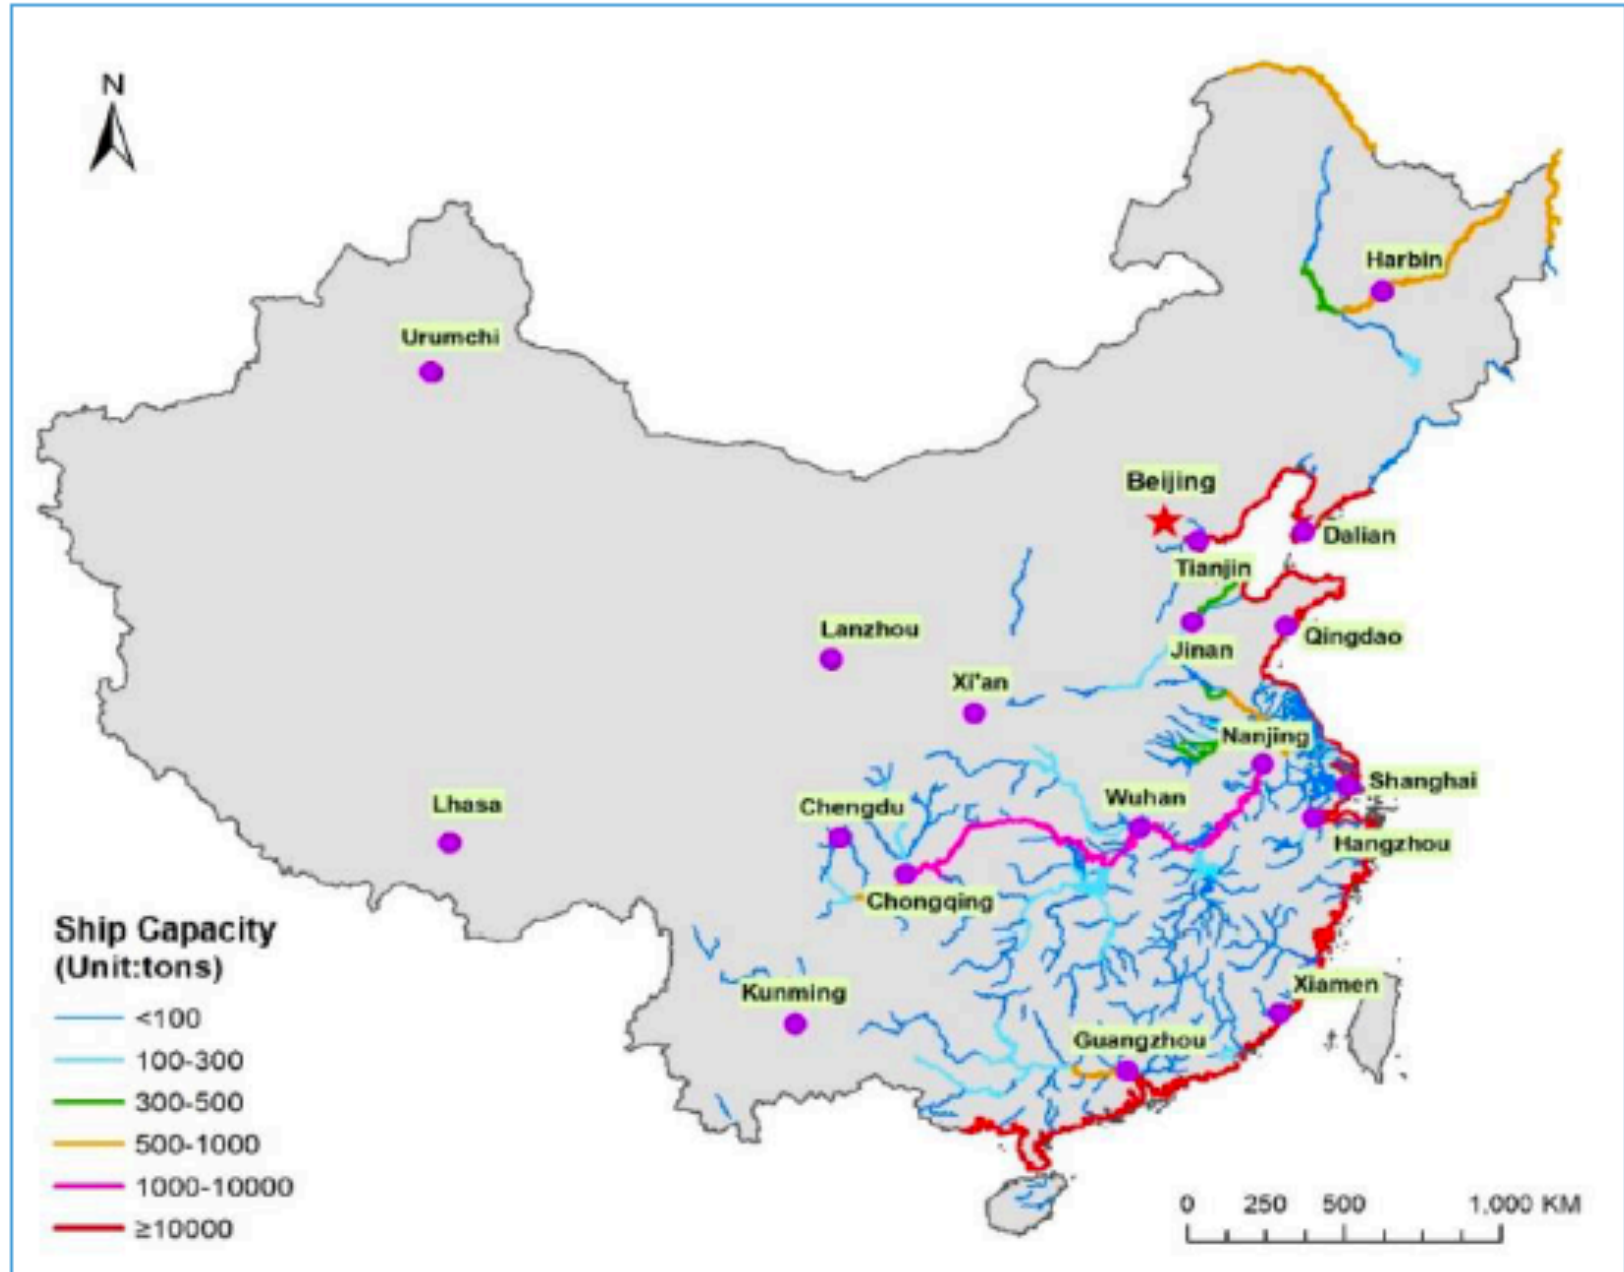 N
Harbin
Urumchi
Beijing
Dalian
Tianjin
Lanzhou
Qingdao
Jinan
Xi'an
Nanjing
Shanghai
Lhasa
Chengdu
Wuhan
Hangzhou
Chongqing
Ship Capacity
(Unit:tons)
Xiamen
Kunming
<100
Guangzhou
100-300
300-500
500-1000
1000-10000
≥10000
0 250 500 1,000 KM